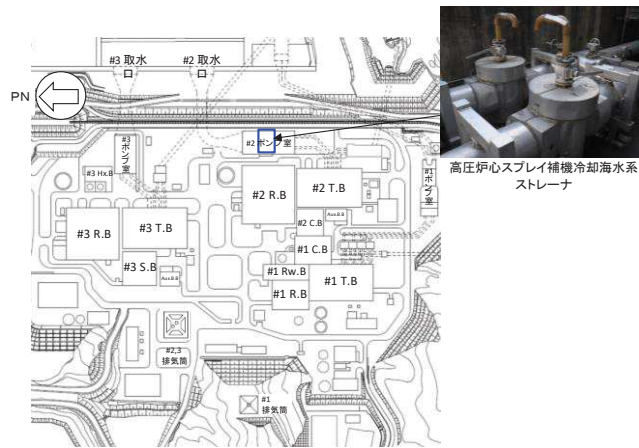 #3 取水口
#2 取水口
PN
#3 ポンプ室
#2 ポンプ室
高圧炉心スプレイ補機冷却海水系
ストレーナ
#1 ポンプ室
#3 Hx.B
#2 R.B
#2 T.B
#3 R.B
#3 T.B
#2 C.B
Aux.B.B
#1 C.B
#3 S.B
Aux.B.B
#1 Rw.B
#1 R.B
#1 T.B
#2,3
排気筒
#1
排気筒